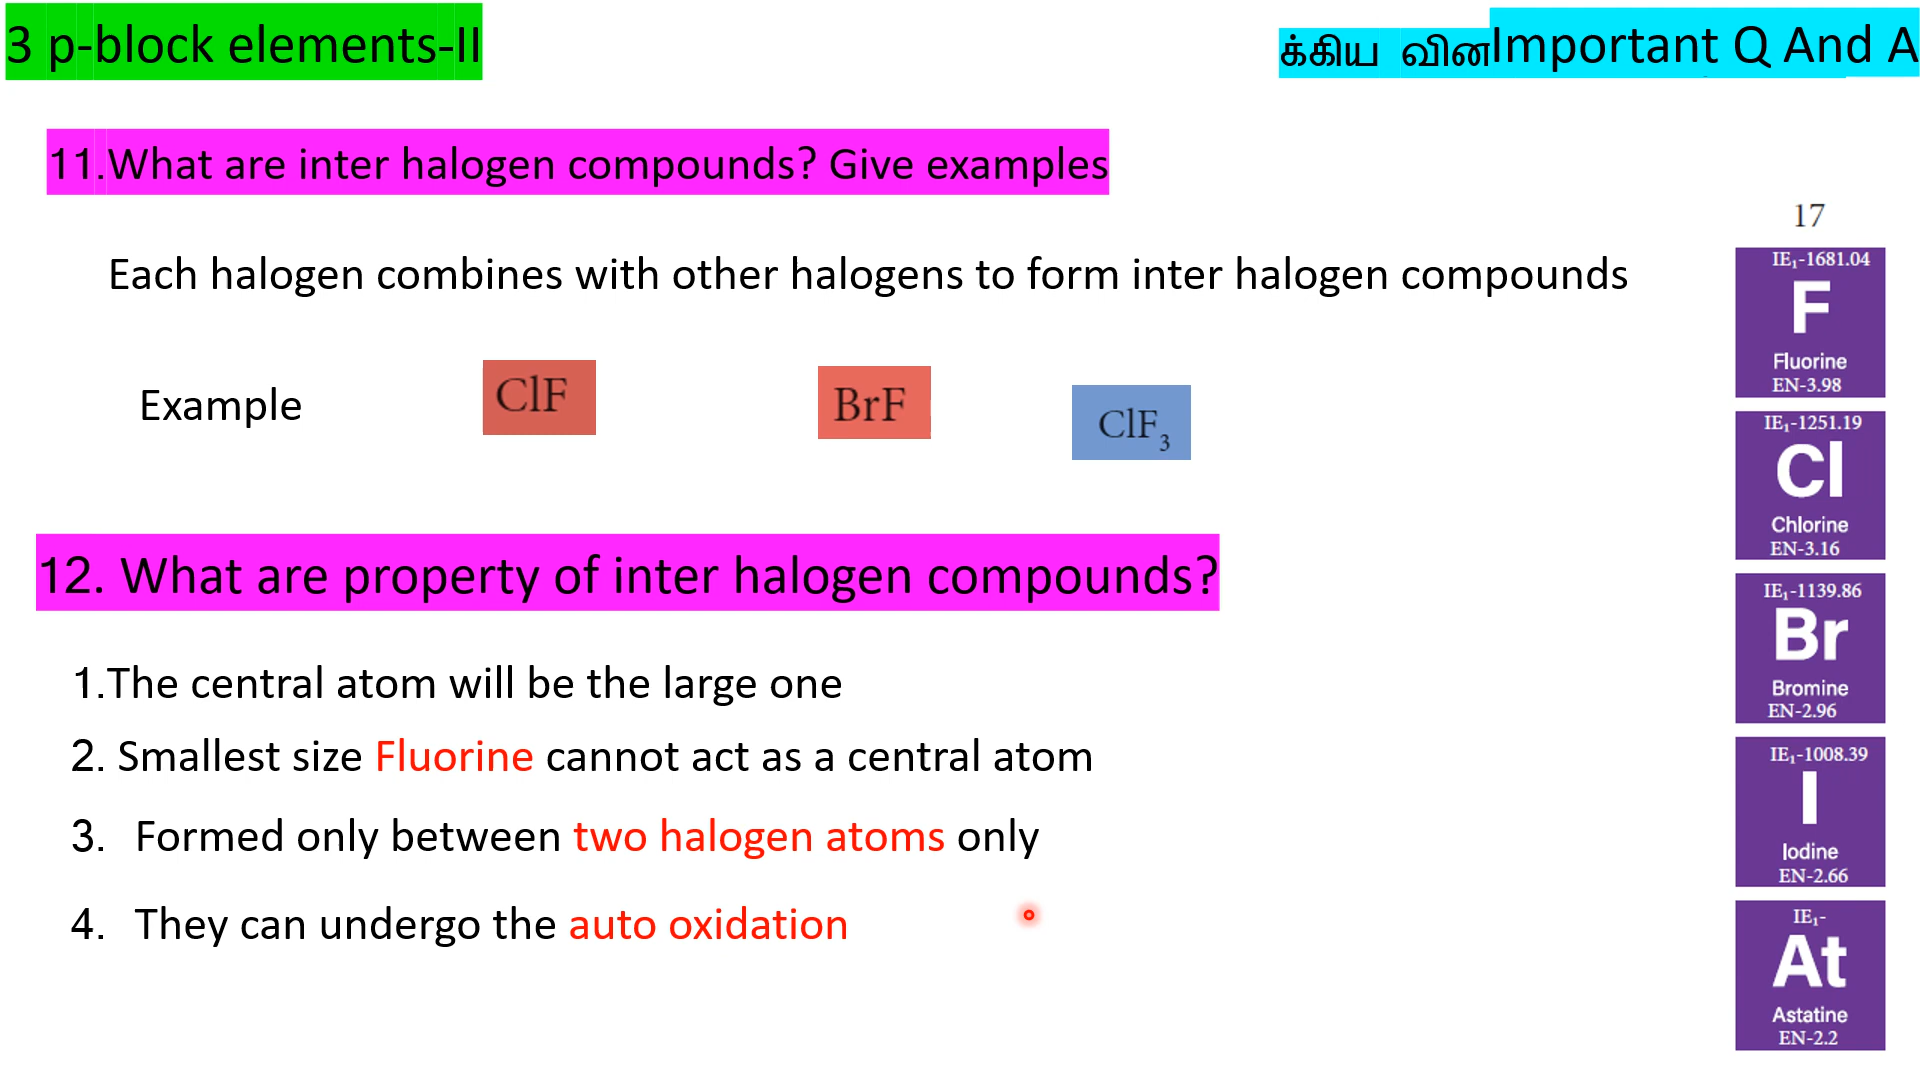 3 p-block elements-II
க்கிய வின
Important Q And A
11.What are inter halogen compounds? Give examples
Each halogen combines with other halogens to form inter halogen compounds
Example
ClF
BrF
ClF₃
12. What are property of inter halogen compounds?
1.The central atom will be the large one
2. Smallest size Fluorine cannot act as a central atom
3. Formed only between two halogen atoms only
4. They can undergo the auto oxidation
17
IE₁-1681.04
F
Fluorine
EN-3.98
IE₁-1251.19
Cl
Chlorine
EN-3.16
IE₁-1139.86
Br
Bromine
EN-2.96
IE₁-1008.39
I
Iodine
EN-2.66
IE₁-
At
Astatine
EN-2.2